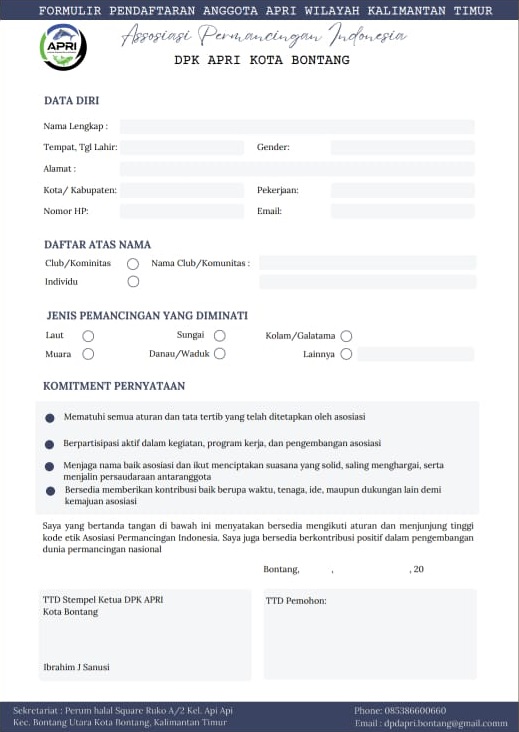 FORMULIR PENDAFTARAN ANGGOTA APRI WILAYAH KALIMANTAN TIMUR
APRI
Assosiasi Permancingan Indonesia
DPK APRI KOTA BONTANG
DATA DIRI
Nama Lengkap :
Tempat, Tgl Lahir: Gender:
Alamat :
Kota/ Kabupaten: Pekerjaan:
Nomor HP: Email:
DAFTAR ATAS NAMA
Club/Kominitas Nama Club/Komunitas :
Individu
JENIS PEMANCINGAN YANG DIMINATI
Laut Sungai Kolam/Galatama
Muara Danau/Waduk Lainnya
KOMITMENT PERNYATAAN
Mematuhi semua aturan dan tata tertib yang telah ditetapkan oleh asosiasi
Berpartisipasi aktif dalam kegiatan, program kerja, dan pengembangan asosiasi
Menjaga nama baik asosiasi dan ikut menciptakan suasana yang solid, saling menghargai, serta
menjalin persaudaraan antaranggota
Bersedia memberikan kontribusi baik berupa waktu, tenaga, ide, maupun dukungan lain demi
kemajuan asosiasi
Saya yang bertanda tangan di bawah ini menyatakan bersedia mengikuti aturan dan menjunjung tinggi
kode etik Asosiasi Permancingan Indonesia. Saya juga bersedia berkontribusi positif dalam pengembangan
dunia permancingan nasional
Bontang, , , 20
TTD Stempel Ketua DPK APRI TTD Pemohon:
Kota Bontang
Ibrahim J Sanusi
Sekretariat : Perum halal Square Ruko A/2 Kel. Api Api Phone: 085386600660
Kec. Bontang Utara Kota Bontang, Kalimantan Timur Email : dpdapri.bontang@gmail.comm